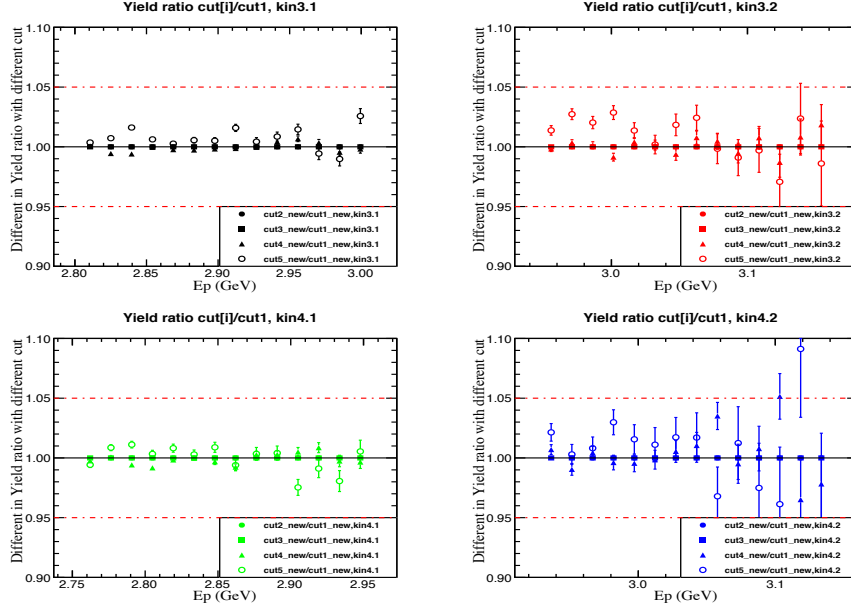 Yield ratio cut[i]/cut1, kin3.1
Different in Yield ratio with different cut
1.10
1.05
1.00
0.95
0.90
cut2_new/cut1_new,kin3.1
cut3_new/cut1_new,kin3.1
cut4_new/cut1_new,kin3.1
cut5_new/cut1_new,kin3.1
2.80 2.85 2.90 2.95 3.00
Ep (GeV)
Yield ratio cut[i]/cut1, kin3.2
Different in Yield ratio with different cut
1.10
1.05
1.00
0.95
0.90
cut2_new/cut1_new,kin3.2
cut3_new/cut1_new,kin3.2
cut4_new/cut1_new,kin3.2
cut5_new/cut1_new,kin3.2
3.0 3.1
Ep (GeV)
Yield ratio cut[i]/cut1, kin4.1
Different in Yield ratio with different cut
1.10
1.05
1.00
0.95
0.90
cut2_new/cut1_new,kin4.1
cut3_new/cut1_new,kin4.1
cut4_new/cut1_new,kin4.1
cut5_new/cut1_new,kin4.1
2.75 2.80 2.85 2.90 2.95
Ep (GeV)
Yield ratio cut[i]/cut1, kin4.2
Different in Yield ratio with different cut
1.10
1.05
1.00
0.95
0.90
cut2_new/cut1_new,kin4.2
cut3_new/cut1_new,kin4.2
cut4_new/cut1_new,kin4.2
cut5_new/cut1_new,kin4.2
3.0 3.1
Ep (GeV)